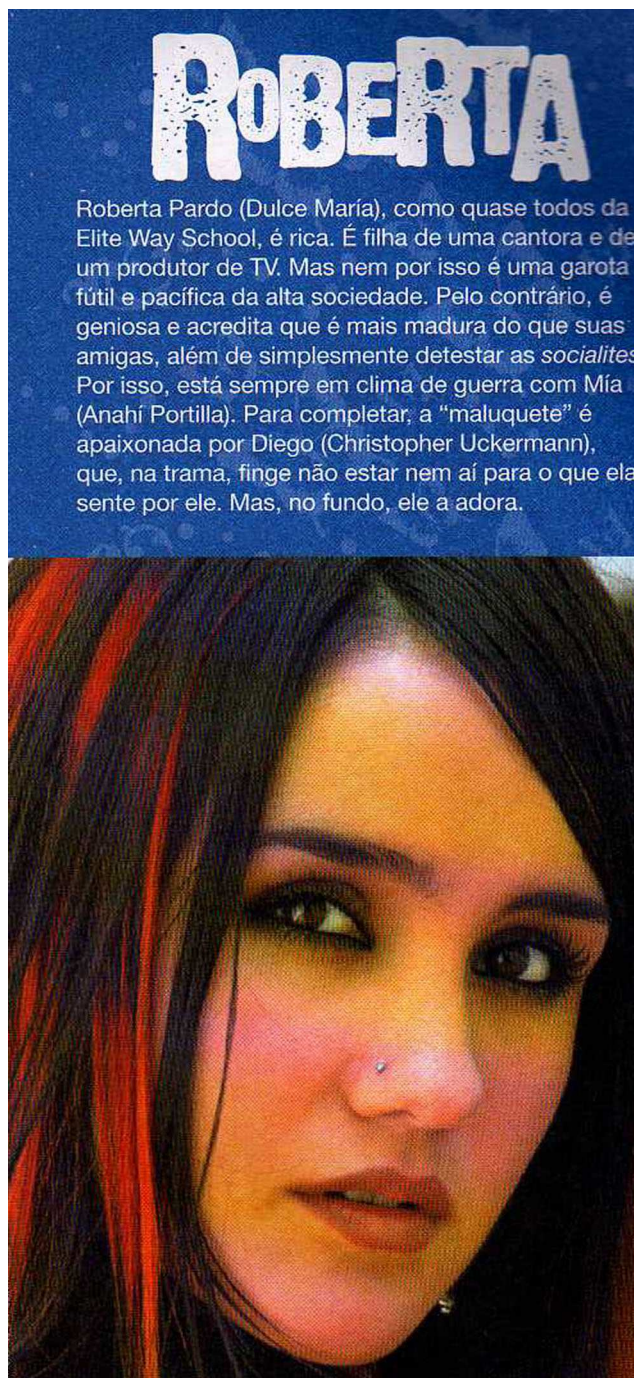 ROBERTA
Roberta Pardo (Dulce María), como quase todos da
Elite Way School, é rica. É filha de uma cantora e de
um produtor de TV. Mas nem por isso é uma garota
fútil e pacífica da alta sociedade. Pelo contrário, é
geniosa e acredita que é mais madura do que suas
amigas, além de simplesmente detestar as socialites
Por isso, está sempre em clima de guerra com Mía
(Anahí Portilla). Para completar, a “maluquete” é
apaixonada por Diego (Christopher Uckermann),
que, na trama, finge não estar nem aí para o que ela
sente por ele. Mas, no fundo, ele a adora.